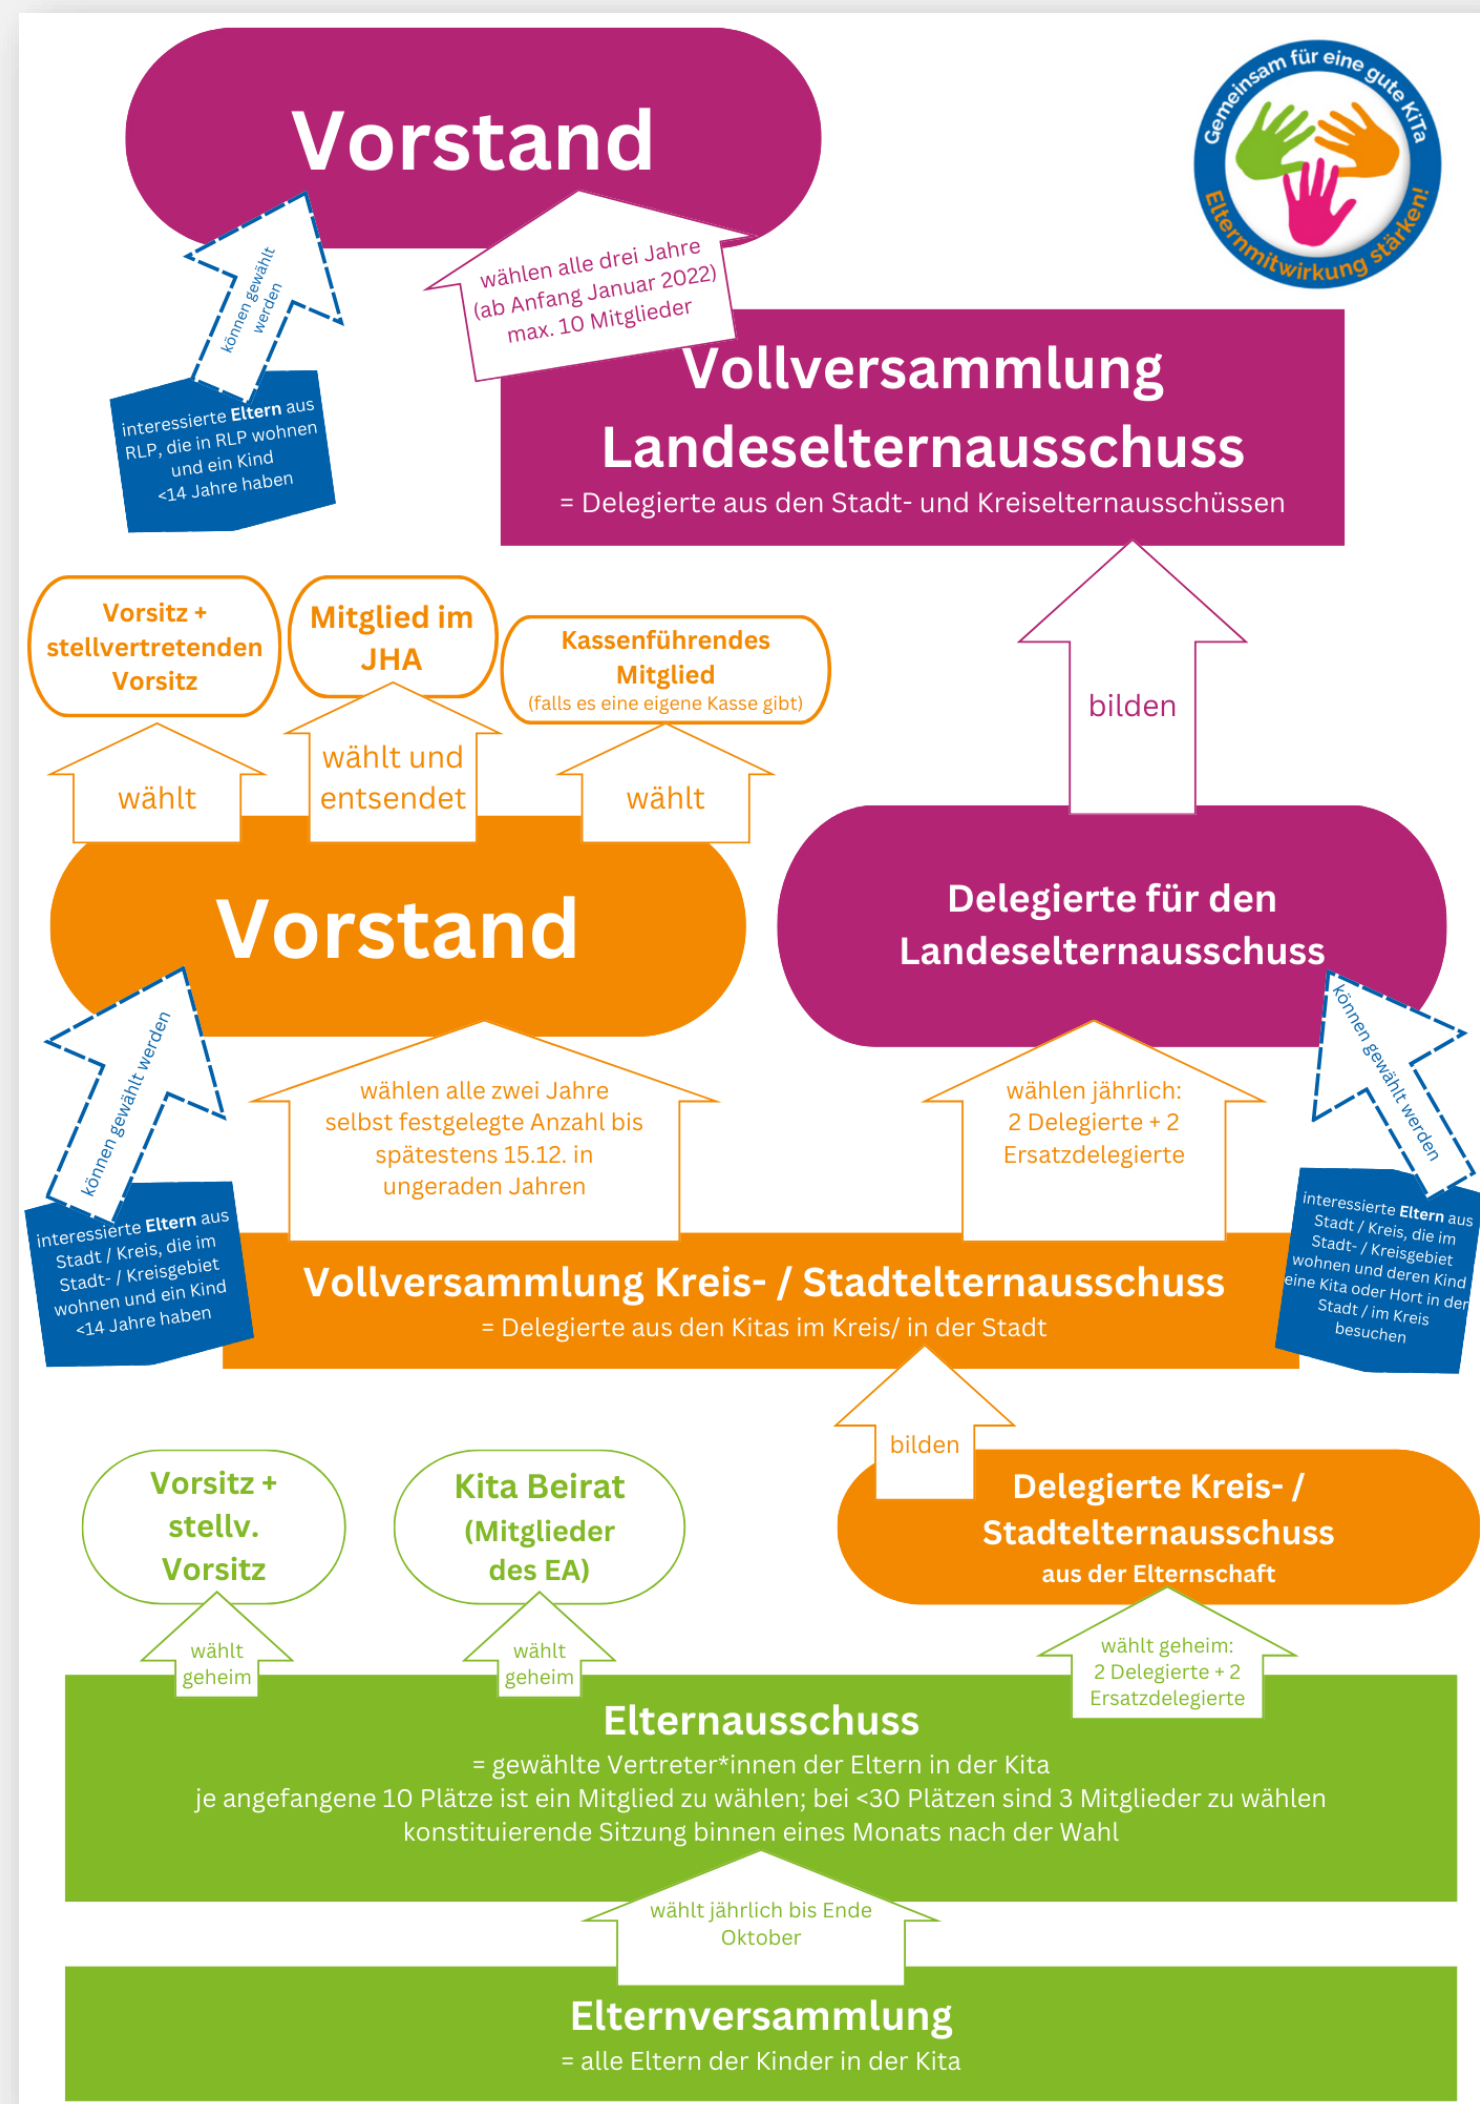 Vorstand
Gemeinsam für eine gute KiTa
Elternmitwirkung stärken!
können gewählt
werden
wählen alle drei Jahre
(ab Anfang Januar 2022)
max. 10 Mitglieder
interessierte Eltern aus
RLP, die in RLP wohnen
und ein Kind
<14 Jahre haben
Vollversammlung
Landeselternausschuss
= Delegierte aus den Stadt- und Kreiselternausschüssen
Vorsitz +
stellvertretenden
Vorsitz
Mitglied im
JHA
Kassenführendes
Mitglied
(falls es eine eigene Kasse gibt)
wählt
wählt und
entsendet
wählt
bilden
Vorstand
Delegierte für den
Landeselternausschuss
können gewählt werden
wählen alle zwei Jahre
selbst festgelegte Anzahl bis
spätestens 15.12. in
ungeraden Jahren
wählen jährlich:
2 Delegierte + 2
Ersatzdelegierte
können gewählt werden
interessierte Eltern aus
Stadt / Kreis, die im
Stadt- / Kreisgebiet
wohnen und ein Kind
<14 Jahre haben
interessierte Eltern aus
Stadt / Kreis, die im
Stadt- / Kreisgebiet
wohnen und deren Kind
eine Kita oder Hort in der
Stadt / im Kreis
besuchen
Vollversammlung Kreis- / Stadtelternausschuss
= Delegierte aus den Kitas im Kreis/ in der Stadt
bilden
Vorsitz +
stellv.
Vorsitz
Kita Beirat
(Mitglieder
des EA)
Delegierte Kreis- /
Stadtelternausschuss
aus der Elternschaft
wählt
geheim
wählt
geheim
wählt geheim:
2 Delegierte + 2
Ersatzdelegierte
Elternausschuss
= gewählte Vertreter*innen der Eltern in der Kita
je angefangene 10 Plätze ist ein Mitglied zu wählen; bei <30 Plätzen sind 3 Mitglieder zu wählen
konstituierende Sitzung binnen eines Monats nach der Wahl
wählt jährlich bis Ende
Oktober
Elternversammlung
= alle Eltern der Kinder in der Kita